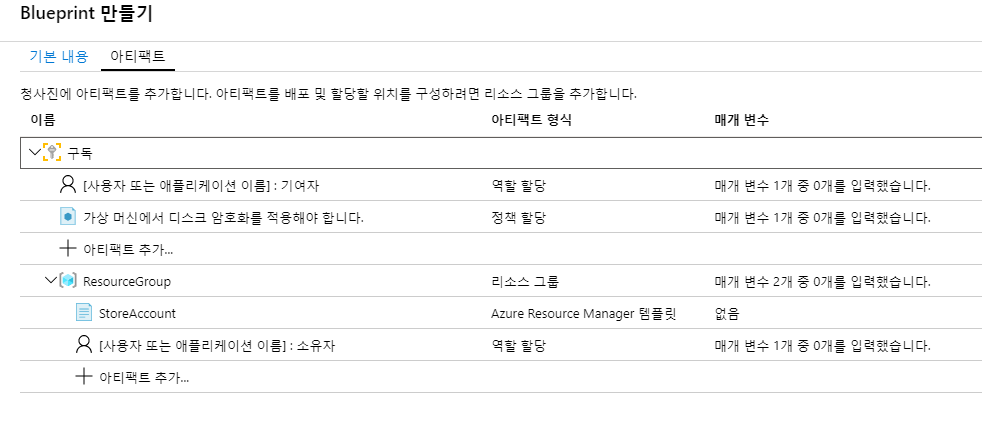 Blueprint 만들기
기본 내용 아티팩트
청사진에 아티팩트를 추가합니다. 아티팩트를 배포 및 할당할 위치를 구성하려면 리소스 그룹을 추가합니다.
이름 아티팩트 형식 매개 변수
구독
[사용자 또는 애플리케이션 이름] : 기여자 역할 할당 매개 변수 1개 중 0개를 입력했습니다.
가상 머신에서 디스크 암호화를 적용해야 합니다. 정책 할당 매개 변수 1개 중 0개를 입력했습니다.
아티팩트 추가...
ResourceGroup 리소스 그룹 매개 변수 2개 중 0개를 입력했습니다.
StoreAccount Azure Resource Manager 템플릿 없음
[사용자 또는 애플리케이션 이름] : 소유자 역할 할당 매개 변수 1개 중 0개를 입력했습니다.
아티팩트 추가...